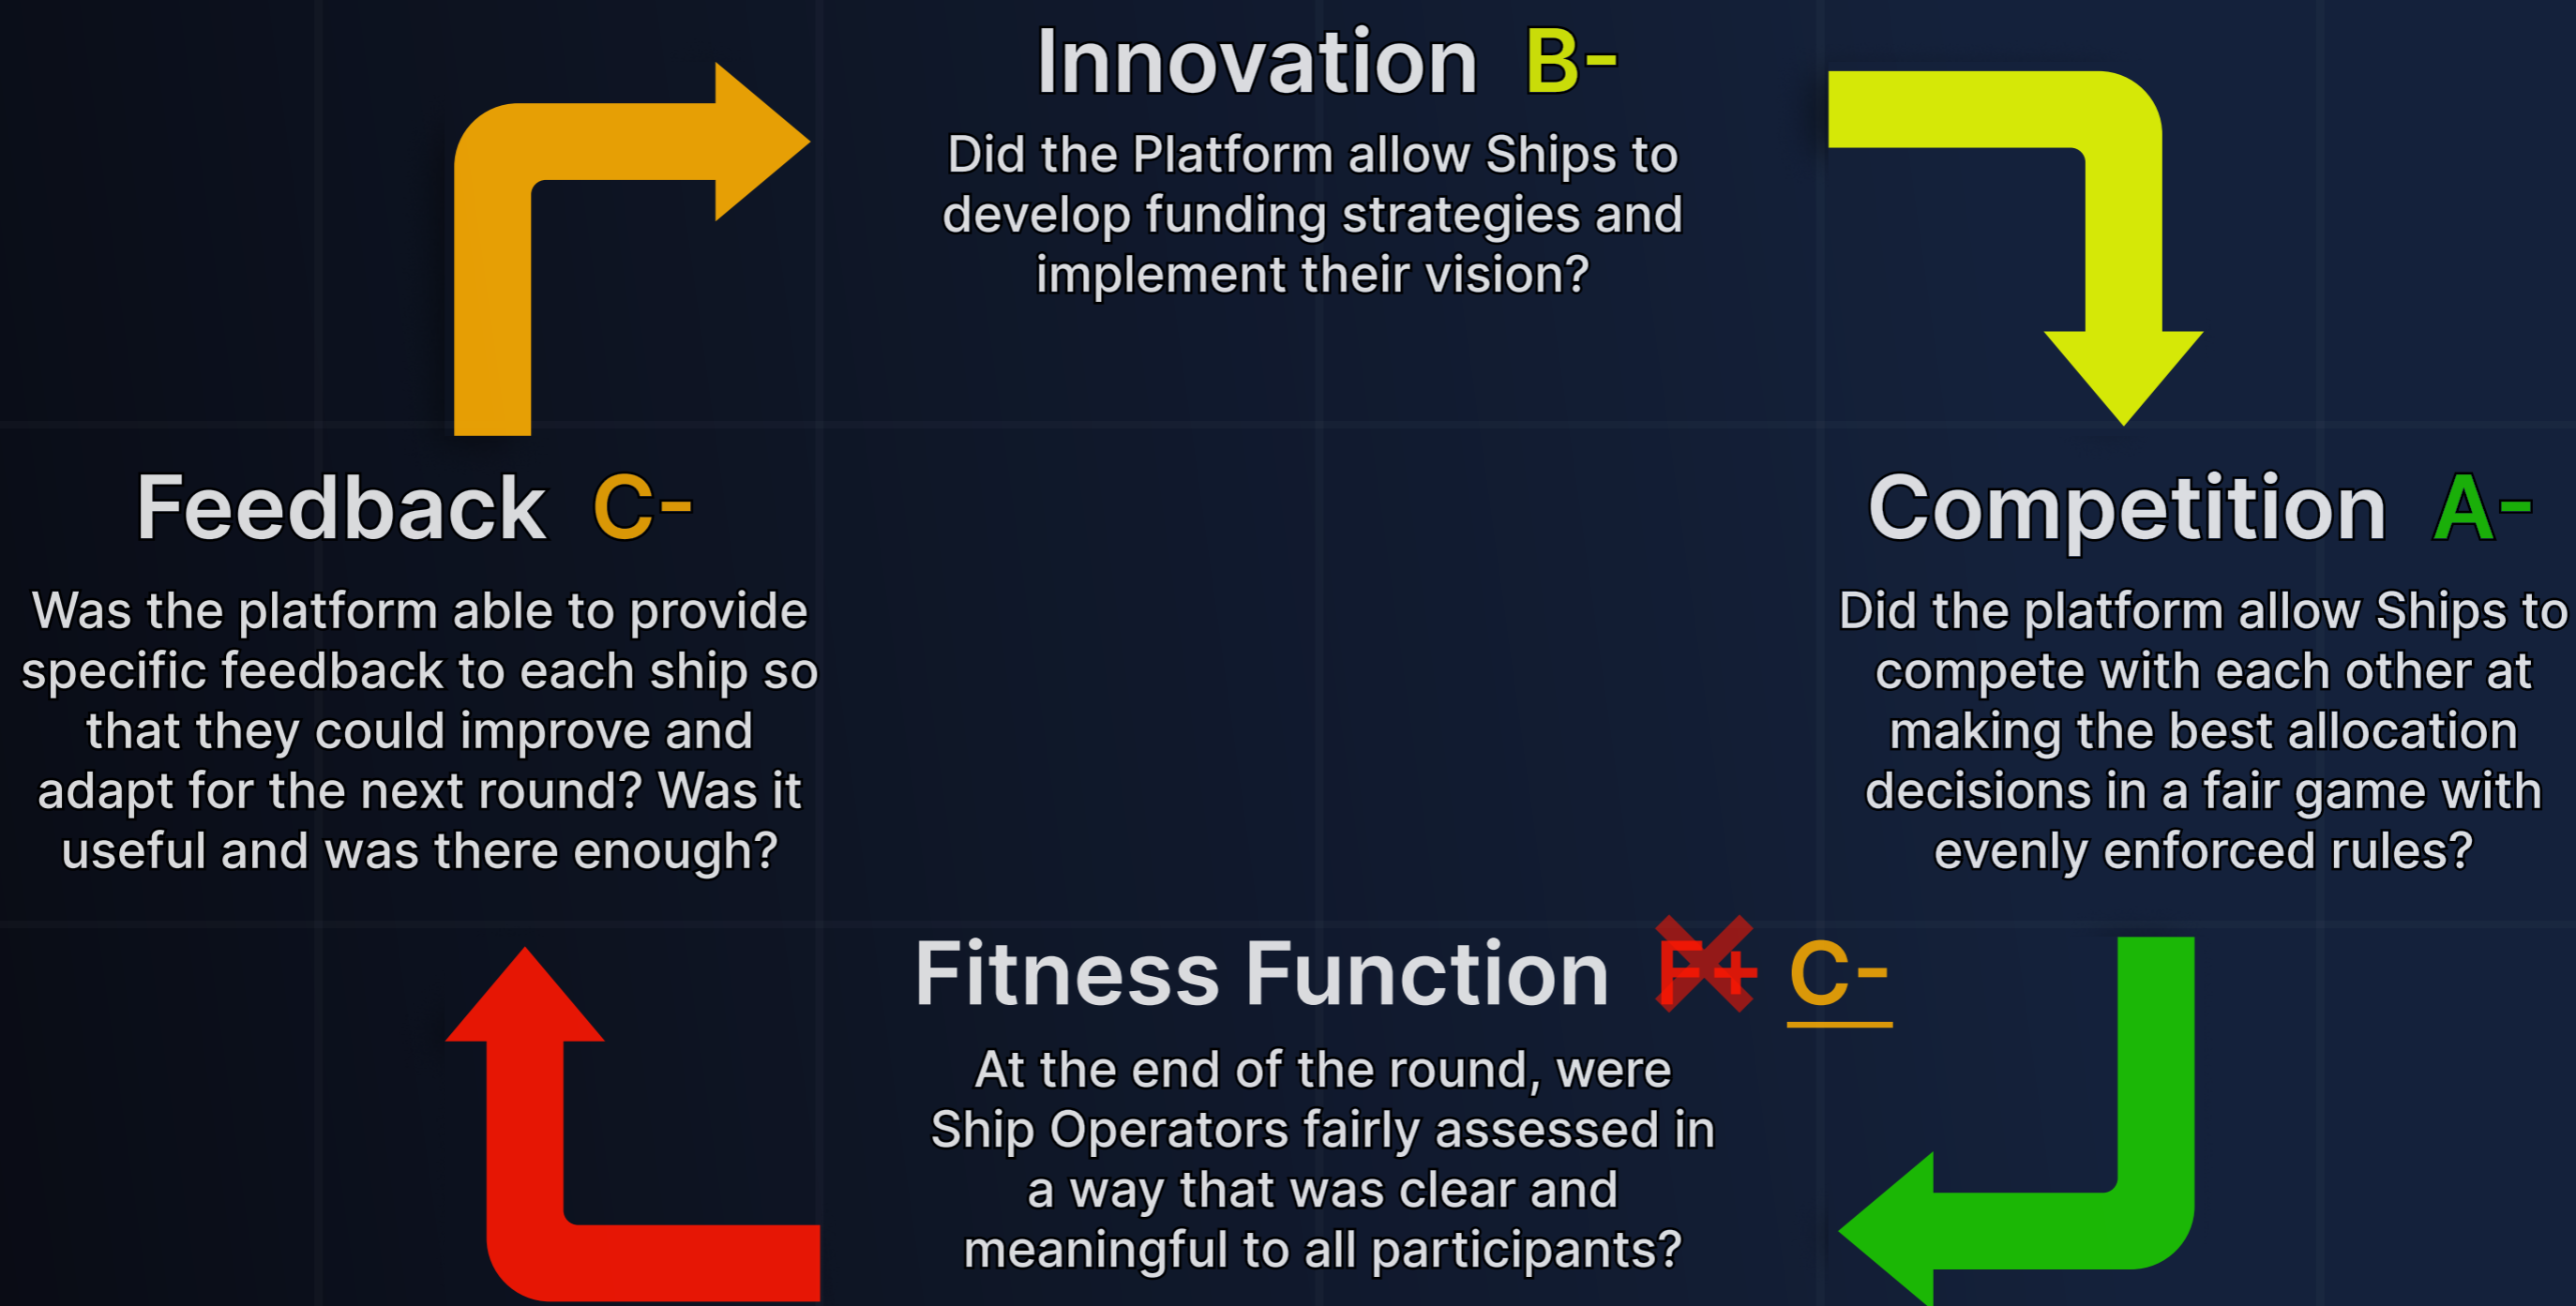 Innovation B-
Did the Platform allow Ships to
develop funding strategies and
implement their vision?
Competition A-
Did the platform allow Ships to
compete with each other at
making the best allocation
decisions in a fair game with
evenly enforced rules?
Fitness Function F+ C-
At the end of the round, were
Ship Operators fairly assessed in
a way that was clear and
meaningful to all participants?
Feedback C-
Was the platform able to provide
specific feedback to each ship so
that they could improve and
adapt for the next round? Was it
useful and was there enough?